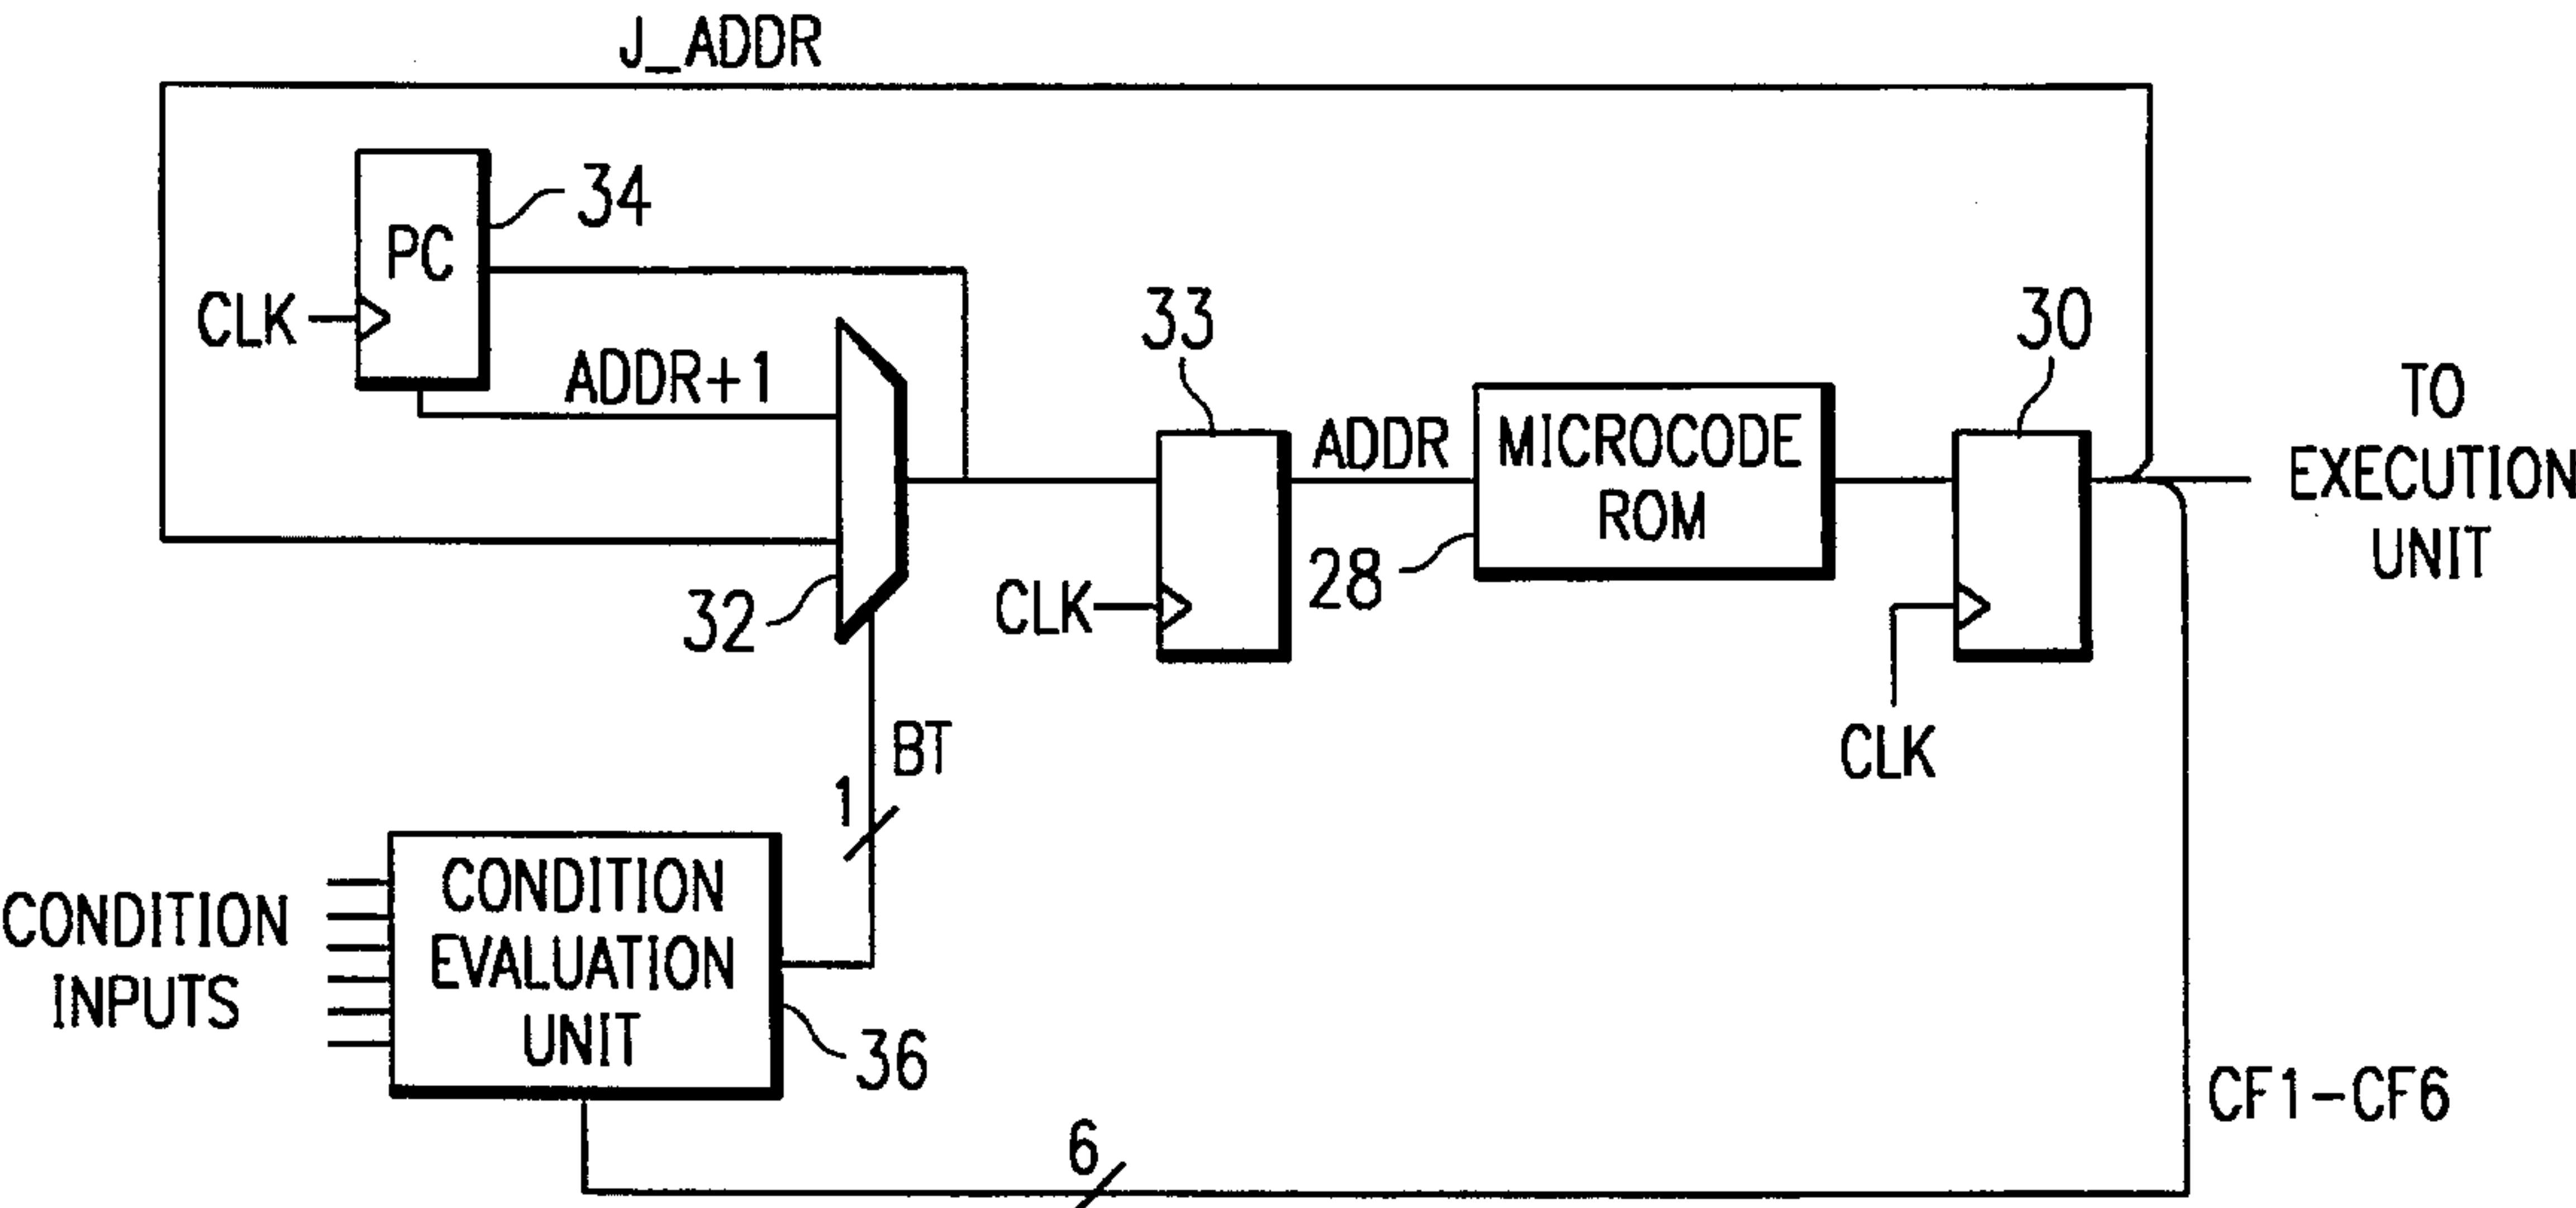 J_ADDR
34
PC
CLK
ADDR+1
33
30
TO
EXECUTION
UNIT
ADDR
MICROCODE
ROM
28
CLK
32
CLK
BT
1
CONDITION
INPUTS
CONDITION
EVALUATION
UNIT
36
CF1-CF6
6